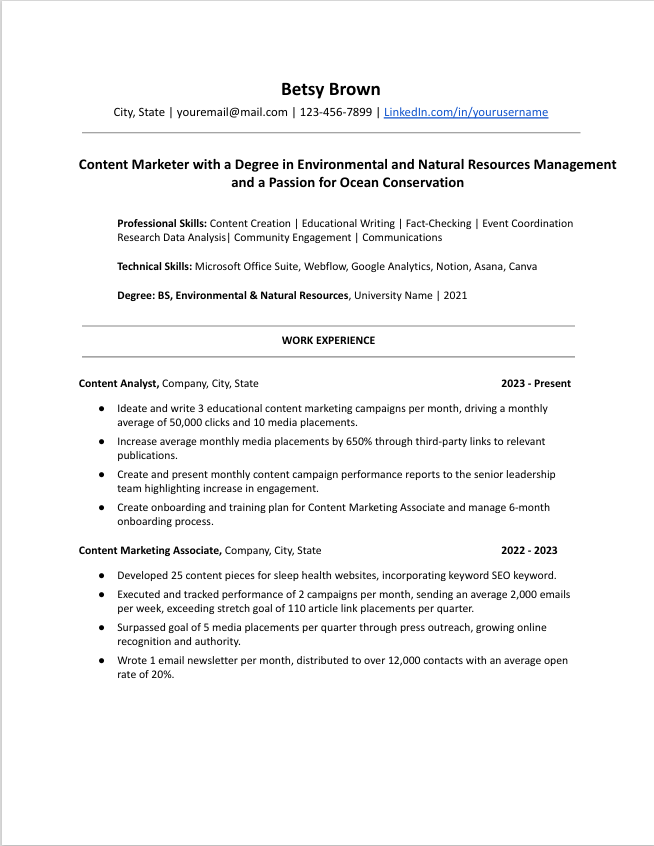 Betsy Brown
City, State | youremail@mail.com | 123-456-7899 | LinkedIn.com/in/yourusername
Content Marketer with a Degree in Environmental and Natural Resources Management
and a Passion for Ocean Conservation
Professional Skills: Content Creation | Educational Writing | Fact-Checking | Event Coordination
Research Data Analysis| Community Engagement | Communications
Technical Skills: Microsoft Office Suite, Webflow, Google Analytics, Notion, Asana, Canva
Degree: BS, Environmental & Natural Resources, University Name | 2021
WORK EXPERIENCE
Content Analyst, Company, City, State 2023 - Present
● Ideate and write 3 educational content marketing campaigns per month, driving a monthly
average of 50,000 clicks and 10 media placements.
● Increase average monthly media placements by 650% through third-party links to relevant
publications.
● Create and present monthly content campaign performance reports to the senior leadership
team highlighting increase in engagement.
● Create onboarding and training plan for Content Marketing Associate and manage 6-month
onboarding process.
Content Marketing Associate, Company, City, State 2022 - 2023
● Developed 25 content pieces for sleep health websites, incorporating keyword SEO keyword.
● Executed and tracked performance of 2 campaigns per month, sending an average 2,000 emails
per week, exceeding stretch goal of 110 article link placements per quarter.
● Surpassed goal of 5 media placements per quarter through press outreach, growing online
recognition and authority.
● Wrote 1 email newsletter per month, distributed to over 12,000 contacts with an average open
rate of 20%.